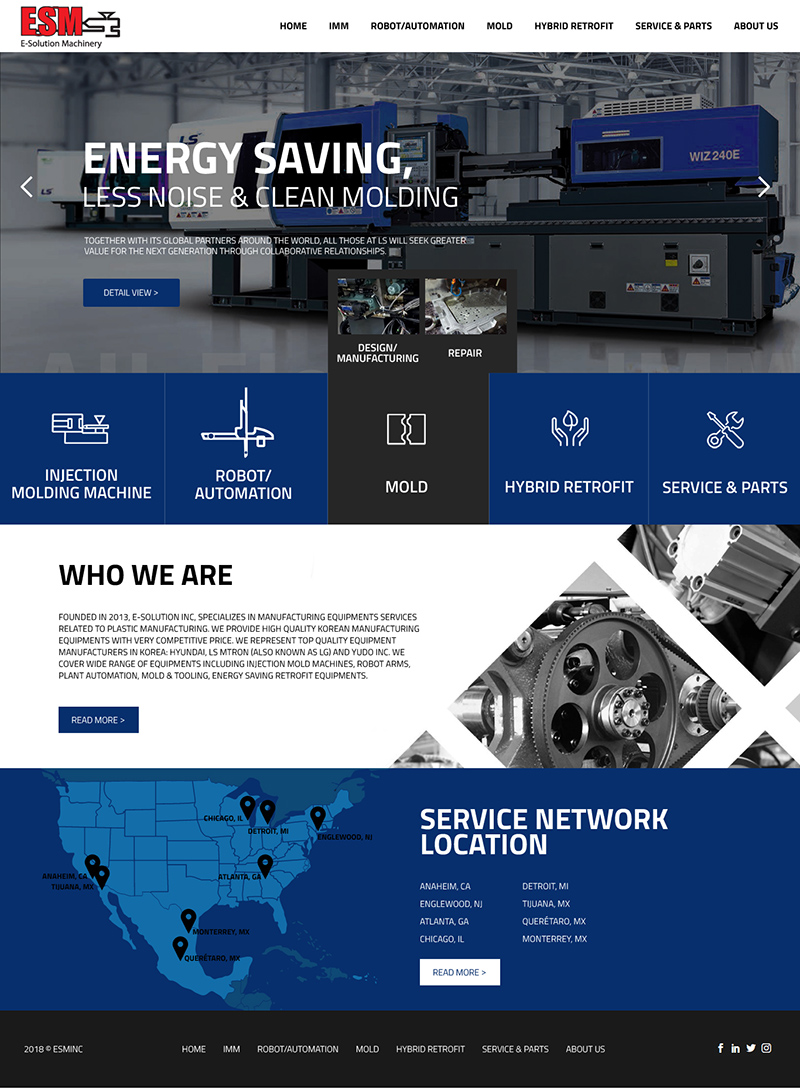 ESM
E-Solution Machinery
HOME IMM ROBOT/AUTOMATION MOLD HYBRID RETROFIT SERVICE & PARTS ABOUT US
LS
LS
WIZ240E
ENERGY SAVING,
LESS NOISE & CLEAN MOLDING
TOGETHER WITH ITS GLOBAL PARTNERS AROUND THE WORLD, ALL THOSE AT LS WILL SEEK GREATER
VALUE FOR THE NEXT GENERATION THROUGH COLLABORATIVE RELATIONSHIPS.
DETAIL VIEW >
DESIGN/
MANUFACTURING
REPAIR
INJECTION
MOLDING MACHINE
ROBOT/
AUTOMATION
MOLD
HYBRID RETROFIT
SERVICE & PARTS
WHO WE ARE
FOUNDED IN 2013, E-SOLUTION INC, SPECIALIZES IN MANUFACTURING EQUIPMENTS SERVICES
RELATED TO PLASTIC MANUFACTURING. WE PROVIDE HIGH QUALITY KOREAN MANUFACTURING
EQUIPMENTS WITH VERY COMPETITIVE PRICE. WE REPRESENT TOP QUALITY EQUIPMENT
MANUFACTURERS IN KOREA: HYUNDAI, LS MTRON (ALSO KNOWN AS LG) AND YUDO INC. WE
COVER WIDE RANGE OF EQUIPMENTS INCLUDING INJECTION MOLD MACHINES, ROBOT ARMS,
PLANT AUTOMATION, MOLD & TOOLING, ENERGY SAVING RETROFIT EQUIPMENTS.
READ MORE >
CHICAGO, IL
DETROIT, MI
ENGLEWOOD, NJ
ANAHEIM, CA
TIJUANA, MX
ATLANTA, GA
MONTERREY, MX
QUERÉTARO, MX
SERVICE NETWORK
LOCATION
ANAHEIM, CA DETROIT, MI
ENGLEWOOD, NJ TIJUANA, MX
ATLANTA, GA QUERÉTARO, MX
CHICAGO, IL MONTERREY, MX
READ MORE >
2018 © ESMINC HOME IMM ROBOT/AUTOMATION MOLD HYBRID RETROFIT SERVICE & PARTS ABOUT US